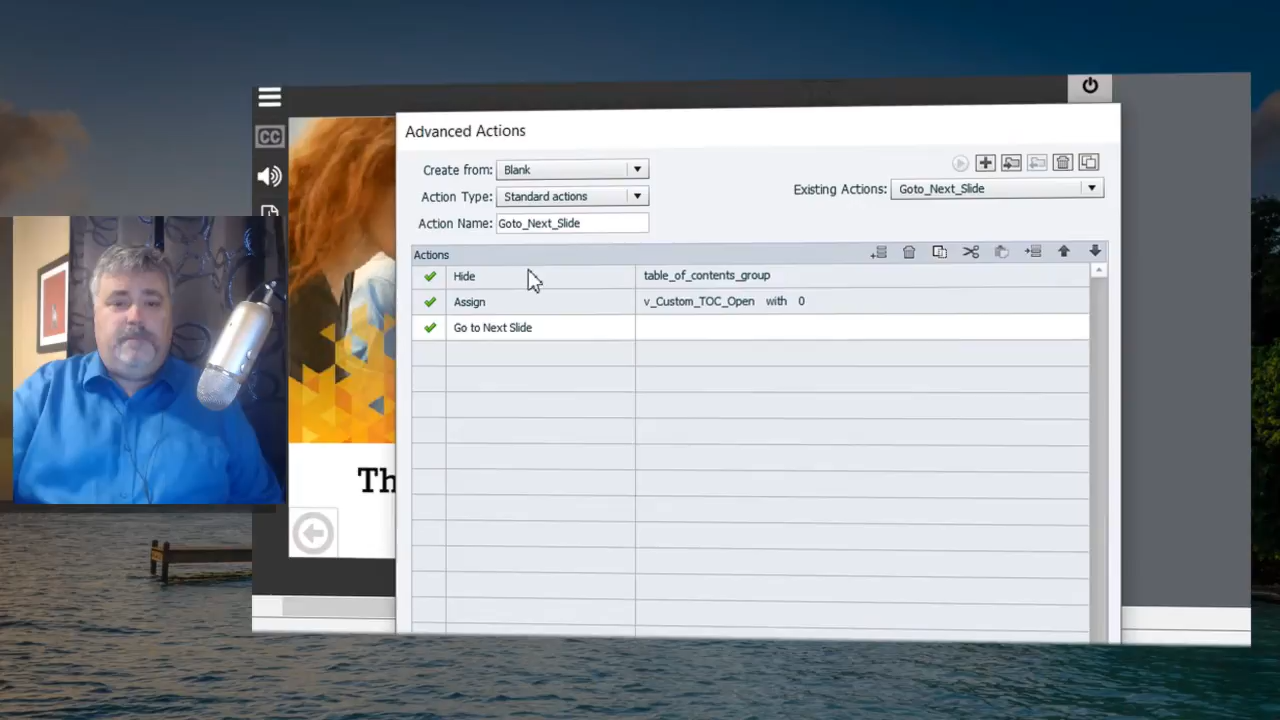 CC
Advanced Actions
Create from: Blank
Action Type: Standard actions
Existing Actions: Goto_Next_Slide
Action Name: Goto_Next_Slide
Actions
Hide table_of_contents_group
Assign v_Custom_TOC_Open with 0
Go to Next Slide
Th